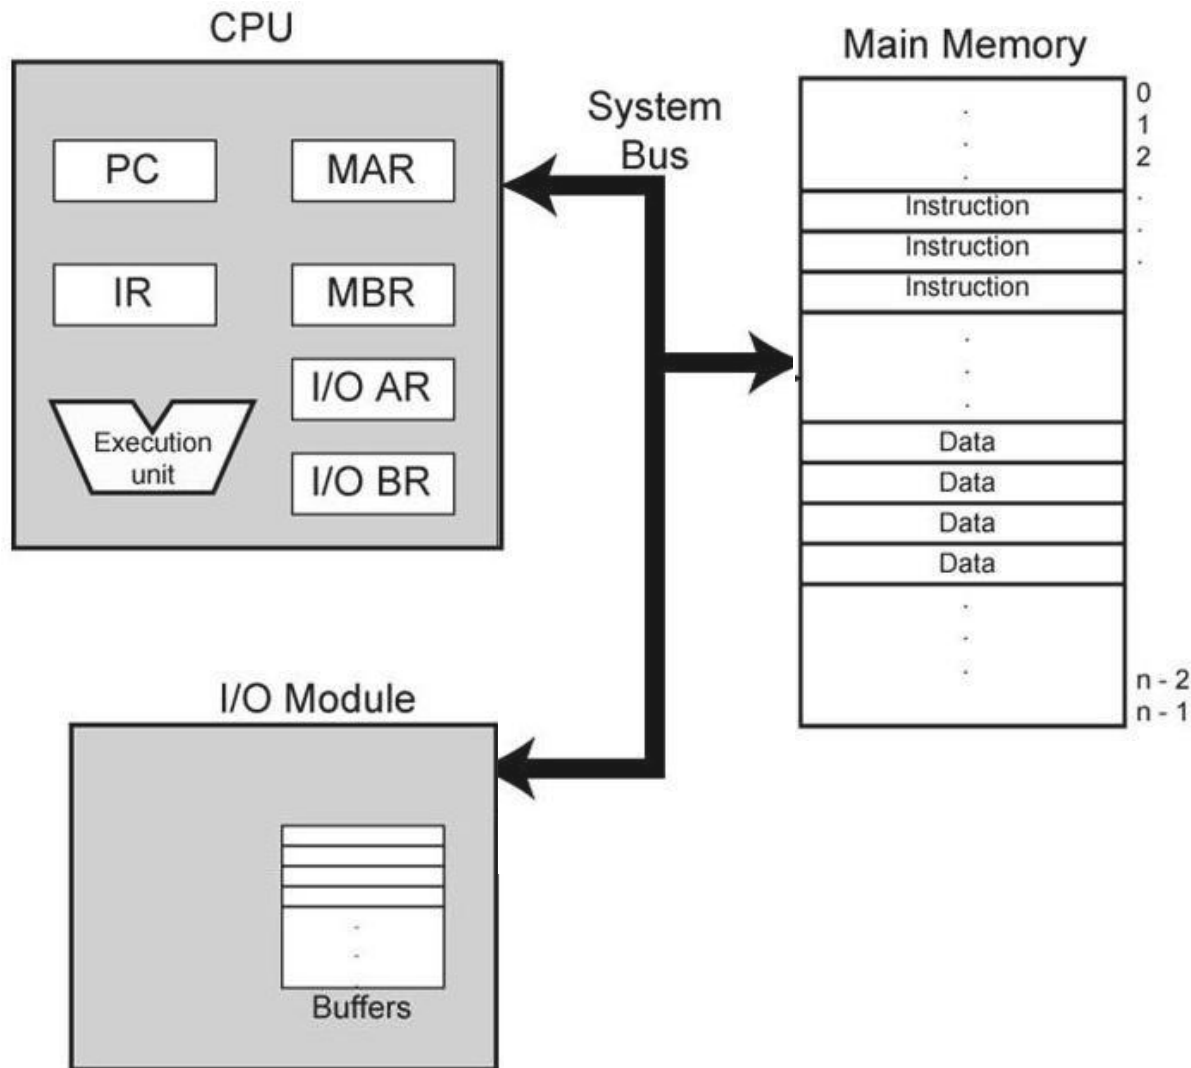 CPU
PC
MAR
IR
MBR
I/O AR
I/O BR
Execution
unit
System
Bus
Main Memory
0
1
2
.
.
.
.
.
.
Instruction
Instruction
Instruction
.
.
.
Data
Data
Data
Data
.
.
.
n - 2
n - 1
I/O Module
.
.
.
Buffers